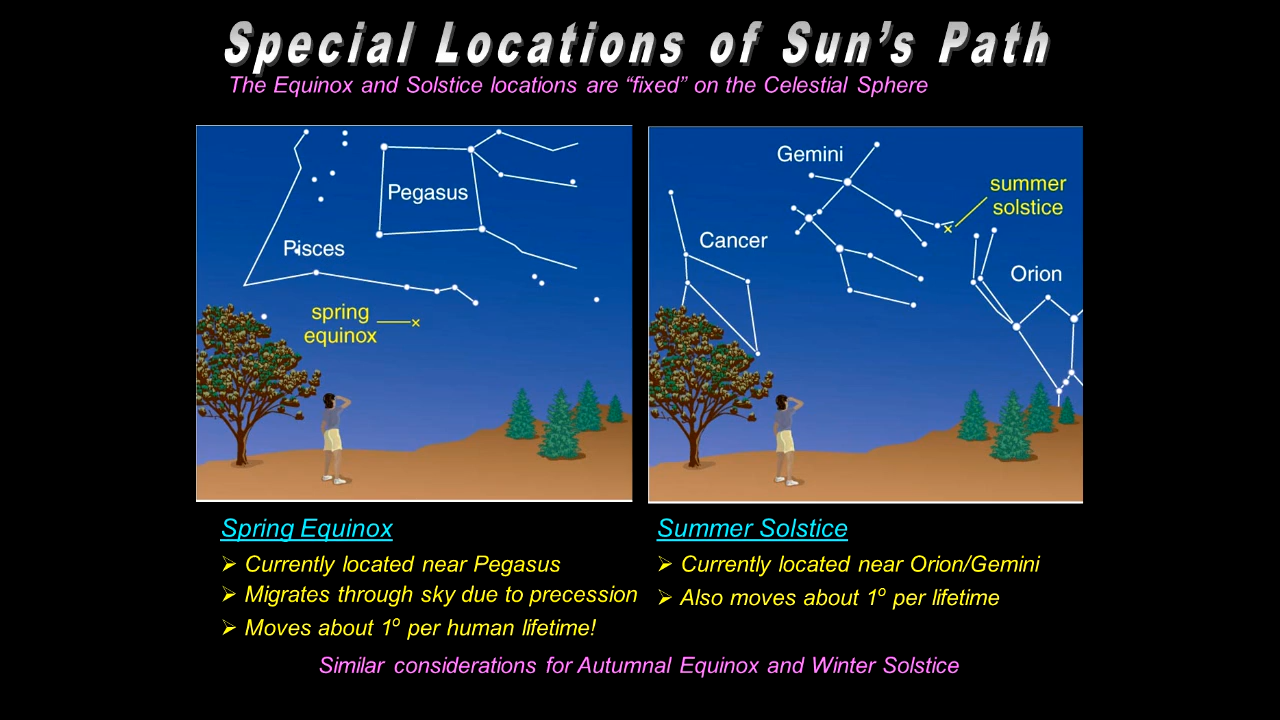 Special Locations of Sun’s Path
The Equinox and Solstice locations are “fixed” on the Celestial Sphere
Pegasus
Pisces
spring
equinox
Gemini
summer
solstice
Cancer
Orion
Spring Equinox
➢ Currently located near Pegasus
➢ Migrates through sky due to precession
➢ Moves about 1º per human lifetime!
Summer Solstice
➢ Currently located near Orion/Gemini
➢ Also moves about 1º per lifetime
Similar considerations for Autumnal Equinox and Winter Solstice